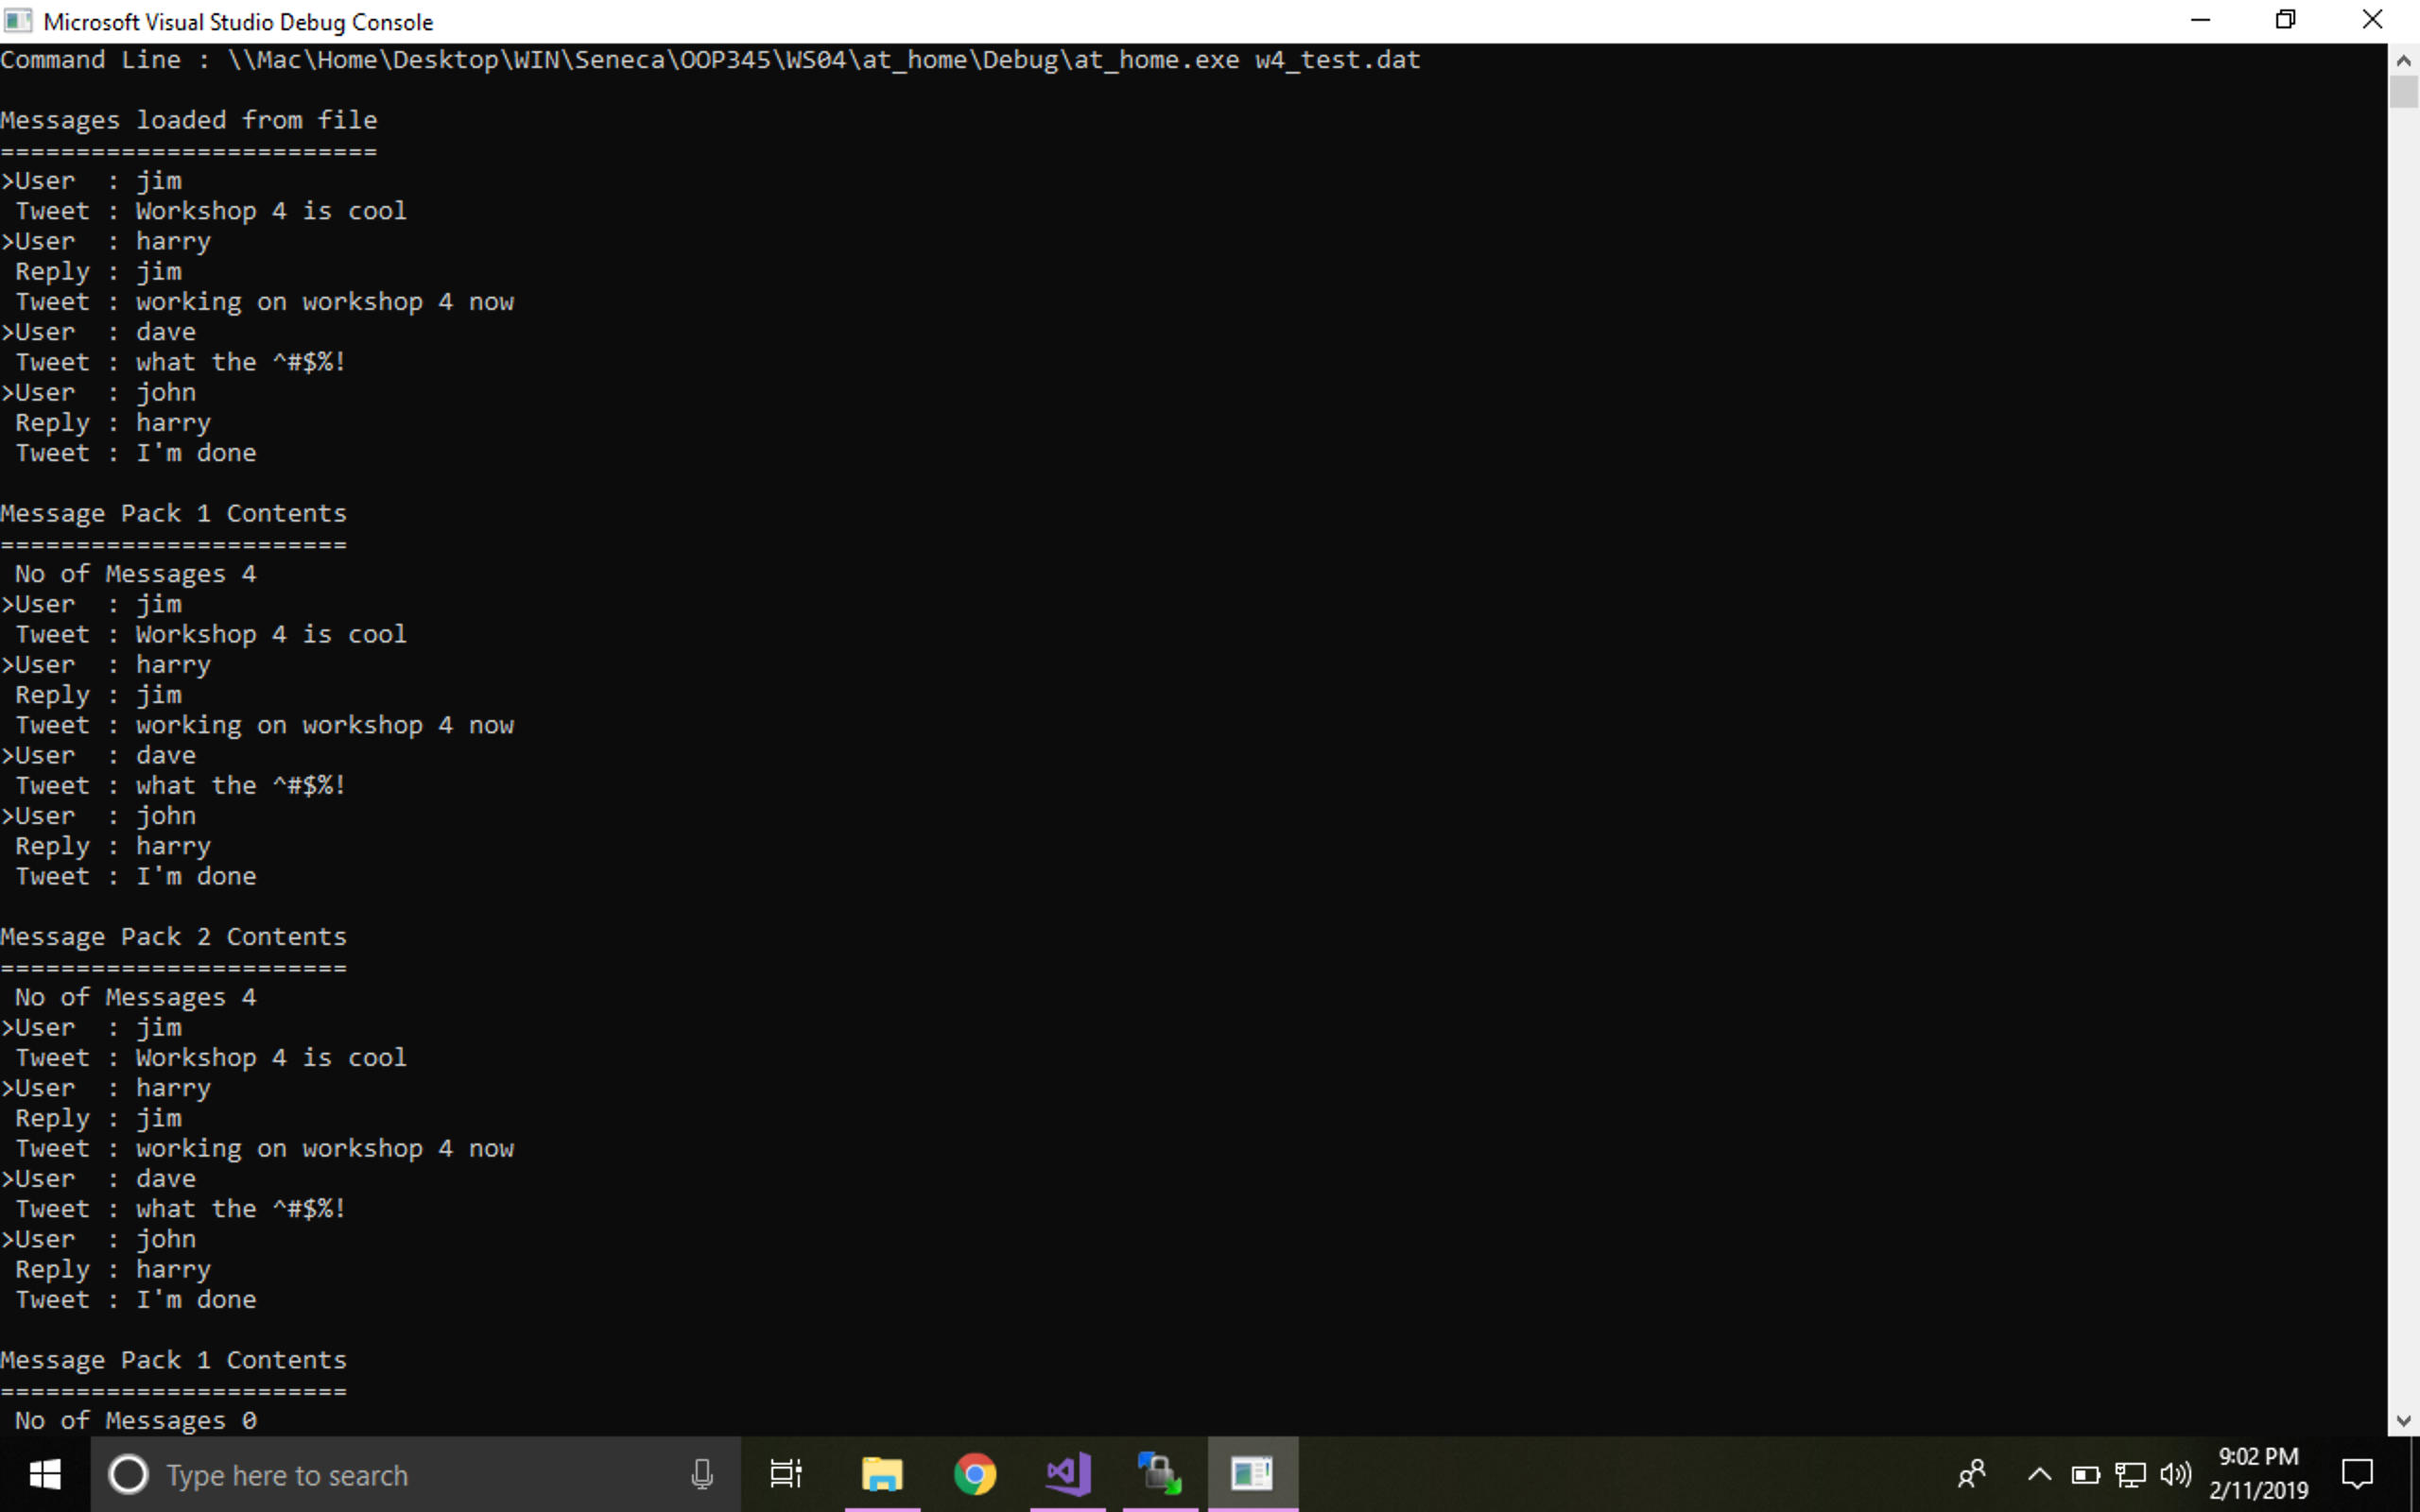 Microsoft Visual Studio Debug Console
Command Line : \\Mac\Home\Desktop\WIN\Seneca\OOP345\WS04\at_home\Debug\at_home.exe w4_test.dat
Messages loaded from file
=========================
>User  : jim
 Tweet : Workshop 4 is cool
>User  : harry
 Reply : jim
 Tweet : working on workshop 4 now
>User  : dave
 Tweet : what the ^#$%!
>User  : john
 Reply : harry
 Tweet : I'm done
Message Pack 1 Contents
=======================
 No of Messages 4
>User  : jim
 Tweet : Workshop 4 is cool
>User  : harry
 Reply : jim
 Tweet : working on workshop 4 now
>User  : dave
 Tweet : what the ^#$%!
>User  : john
 Reply : harry
 Tweet : I'm done
Message Pack 2 Contents
=======================
 No of Messages 4
>User  : jim
 Tweet : Workshop 4 is cool
>User  : harry
 Reply : jim
 Tweet : working on workshop 4 now
>User  : dave
 Tweet : what the ^#$%!
>User  : john
 Reply : harry
 Tweet : I'm done
Message Pack 1 Contents
=======================
 No of Messages 0
Type here to search
9:02 PM
2/11/2019